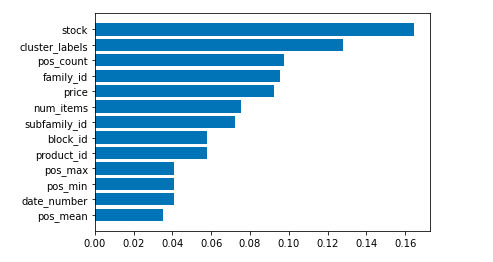 stock
cluster_labels
pos_count
family_id
price
num_items
subfamily_id
block_id
product_id
pos_max
pos_min
date_number
pos_mean
0.00 0.02 0.04 0.06 0.08 0.10 0.12 0.14 0.16